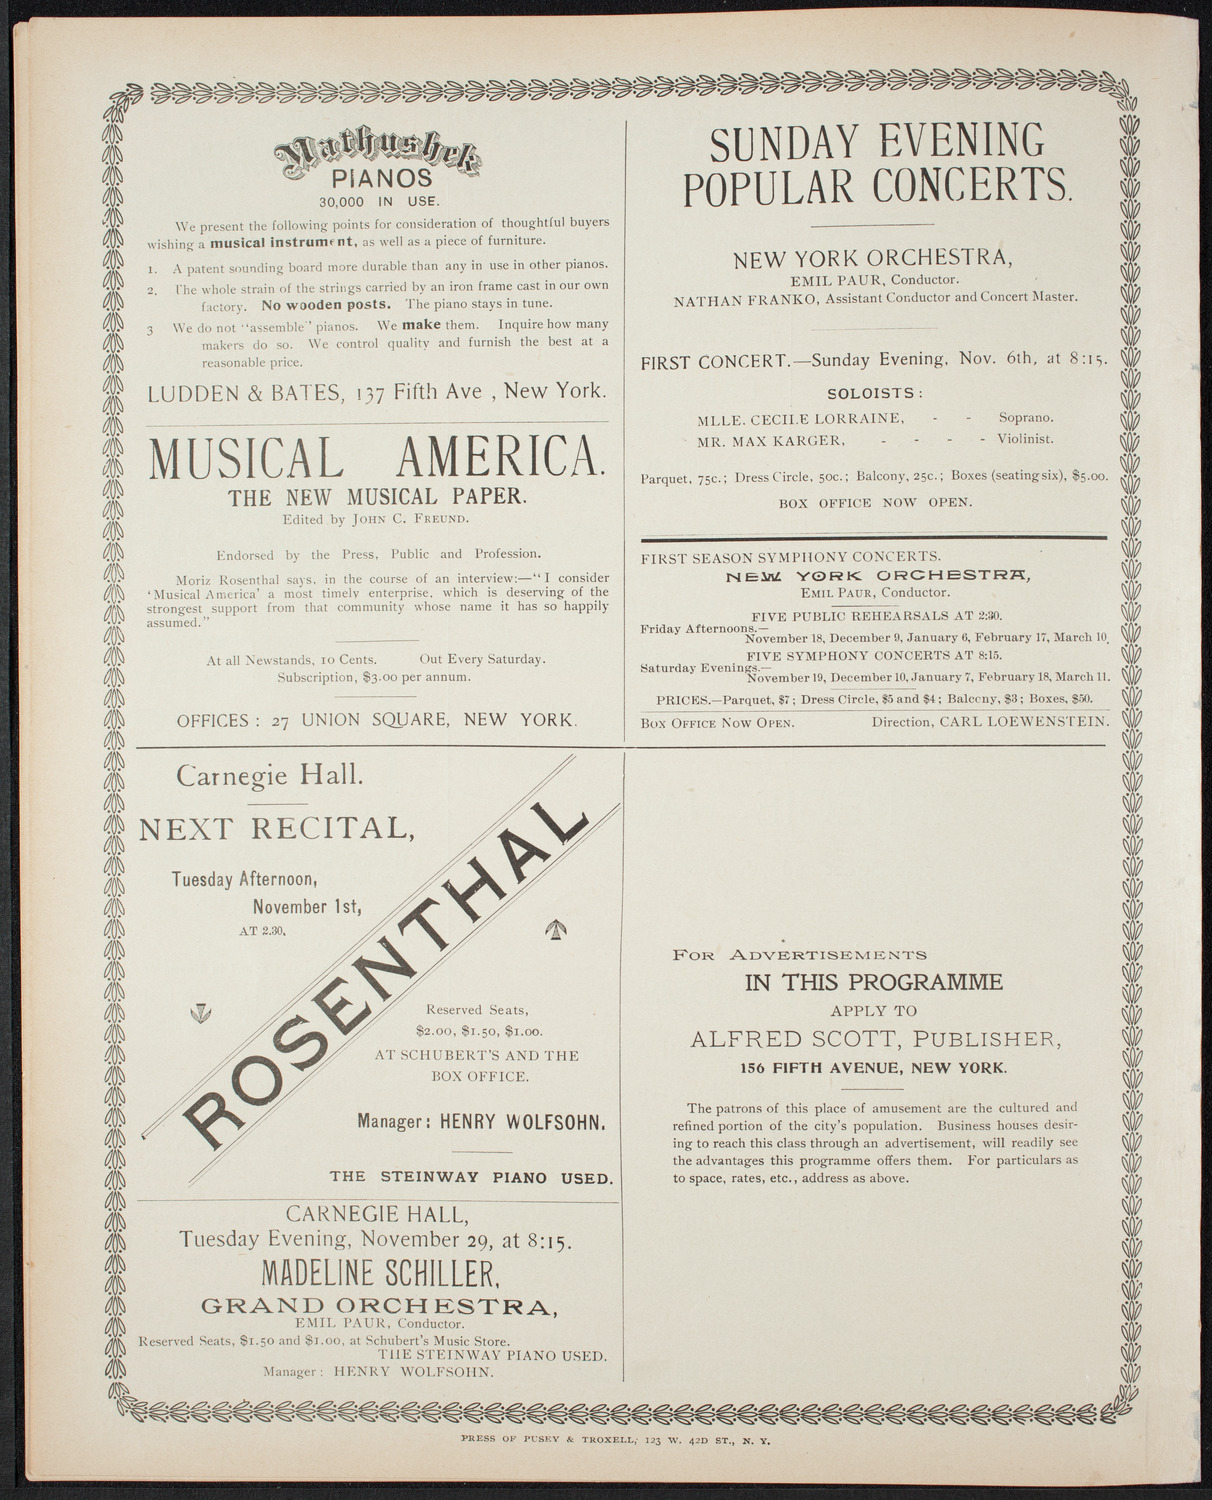 Mathushek
PIANOS
30,000 IN USE.
We present the following points for consideration of thoughtful buyers
wishing a musical instrument, as well as a piece of furniture.
1. A patent sounding board more durable than any in use in other pianos.
2. The whole strain of the strings carried by an iron frame cast in our own
factory. No wooden posts. The piano stays in tune.
3 We do not "assemble" pianos. We make them. Inquire how many
makers do so. We control quality and furnish the best at a
reasonable price.
LUDDEN & BATES, 137 Fifth Ave , New York.
MUSICAL AMERICA.
THE NEW MUSICAL PAPER.
Edited by JOHN C. FREUND.
Endorsed by the Press, Public and Profession.
Moriz Rosenthal says, in the course of an interview:—"I consider
'Musical America' a most timely enterprise, which is deserving of the
strongest support from that community whose name it has so happily
assumed."
At all Newstands, 10 Cents. Out Every Saturday.
Subscription, $3.00 per annum.
OFFICES: 27 UNION SQUARE, NEW YORK.
SUNDAY EVENING
POPULAR CONCERTS.
NEW YORK ORCHESTRA,
EMIL PAUR, Conductor.
NATHAN FRANKO, Assistant Conductor and Concert Master.
FIRST CONCERT.—Sunday Evening, Nov. 6th, at 8:15.
SOLOISTS:
MLLE. CECILE LORRAINE, - - Soprano.
MR. MAX KARGER, - - - - Violinist.
Parquet, 75c.; Dress Circle, 50c.; Balcony, 25c.; Boxes (seating six), $5.00.
BOX OFFICE NOW OPEN.
FIRST SEASON SYMPHONY CONCERTS.
NEW YORK ORCHESTRA,
EMIL PAUR, Conductor.
FIVE PUBLIC REHEARSALS AT 2:30.
Friday Afternoons.—
November 18, December 9, January 6, February 17, March 10.
FIVE SYMPHONY CONCERTS AT 8:15.
Saturday Evenings.—
November 19, December 10, January 7, February 18, March 11.
PRICES.—Parquet, $7; Dress Circle, $5 and $4; Balcony, $3; Boxes, $50.
BOX OFFICE NOW OPEN. Direction, CARL LOEWENSTEIN.
Carnegie Hall.
NEXT RECITAL,
Tuesday Afternoon,
November 1st,
AT 2.30.
ROSENTHAL
Reserved Seats,
$2.00, $1.50, $1.00.
AT SCHUBERT'S AND THE
BOX OFFICE.
Manager: HENRY WOLFSOHN.
THE STEINWAY PIANO USED.
CARNEGIE HALL,
Tuesday Evening, November 29, at 8:15.
MADELINE SCHILLER,
GRAND ORCHESTRA,
EMIL PAUR, Conductor.
Reserved Seats, $1.50 and $1.00, at Schubert's Music Store.
THE STEINWAY PIANO USED.
Manager: HENRY WOLFSOHN.
FOR ADVERTISEMENTS
IN THIS PROGRAMME
APPLY TO
ALFRED SCOTT, PUBLISHER,
156 FIFTH AVENUE, NEW YORK.
The patrons of this place of amusement are the cultured and
refined portion of the city's population. Business houses desir-
ing to reach this class through an advertisement, will readily see
the advantages this programme offers them. For particulars as
to space, rates, etc., address as above.
PRESS OF PUSEY & TROXELL, 123 W. 42D ST., N. Y.